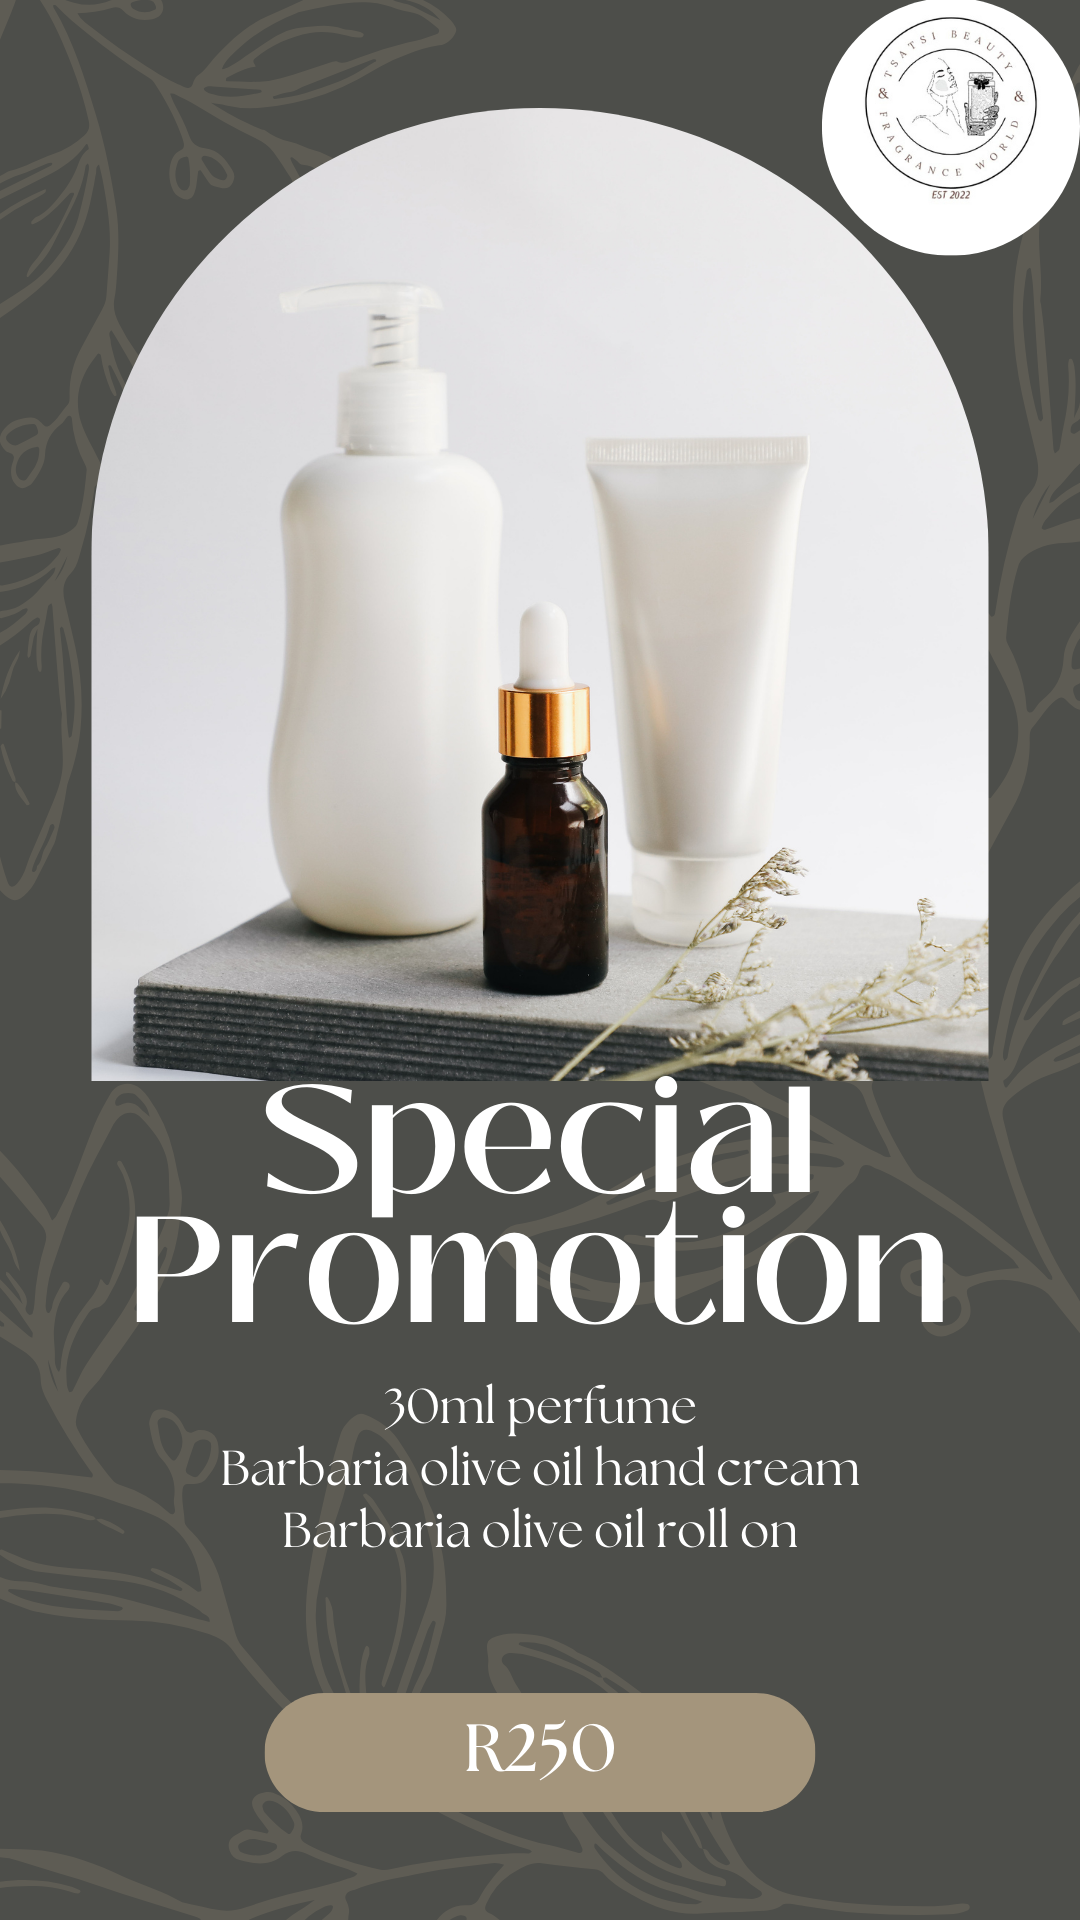 TSATSI BEAUTY
& &
FRAGRANCE WORLD
EST 2022
Special
Promotion
30ml perfume
Barbaria olive oil hand cream
Barbaria olive oil roll on
R250